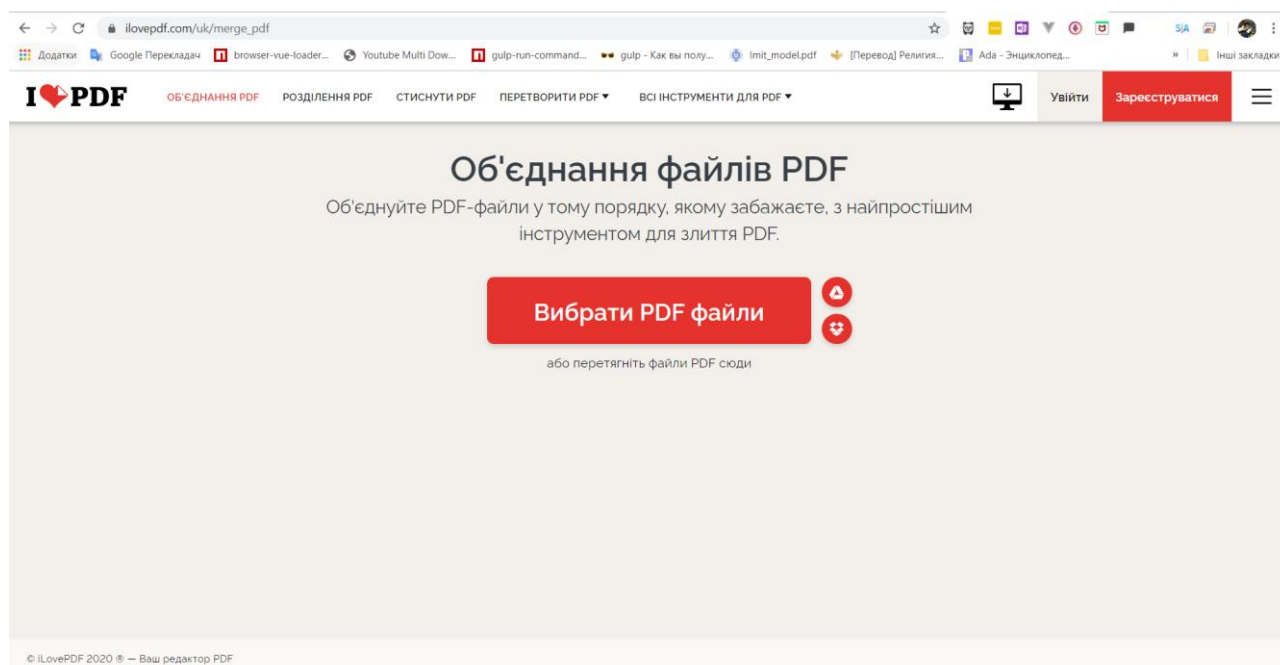 ilovepdf.com/uk/merge_pdf
Додатки Google Перекладач browser-vue-loader... Youtube Multi Dow... gulp-run-command... gulp - Как вы полу... lmit_model.pdf [Перевод] Религия... Ada - Энциклопед... » Інші закладки
I PDF ОБ'ЄДНАННЯ PDF РОЗДІЛЕННЯ PDF СТИСНУТИ PDF ПЕРЕТВОРИТИ PDF ВСІ ІНСТРУМЕНТИ ДЛЯ PDF Увійти Зареєструватися
Об'єднання файлів PDF
Об'єднуйте PDF-файли у тому порядку, якому забажаєте, з найпростішим
інструментом для злиття PDF.
Вибрати PDF файли
або перетягніть файли PDF сюди
© iLovePDF 2020 ® — Ваш редактор PDF